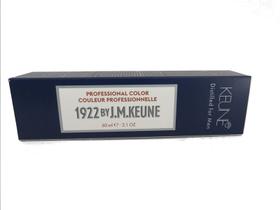 PROFESSIONAL COLOR
COULEUR PROFESSIONNELLE
1922 BY J.M.KEUNE
60 ml ℮ - 2.1 OZ.
KEUNE
Distilled for Men